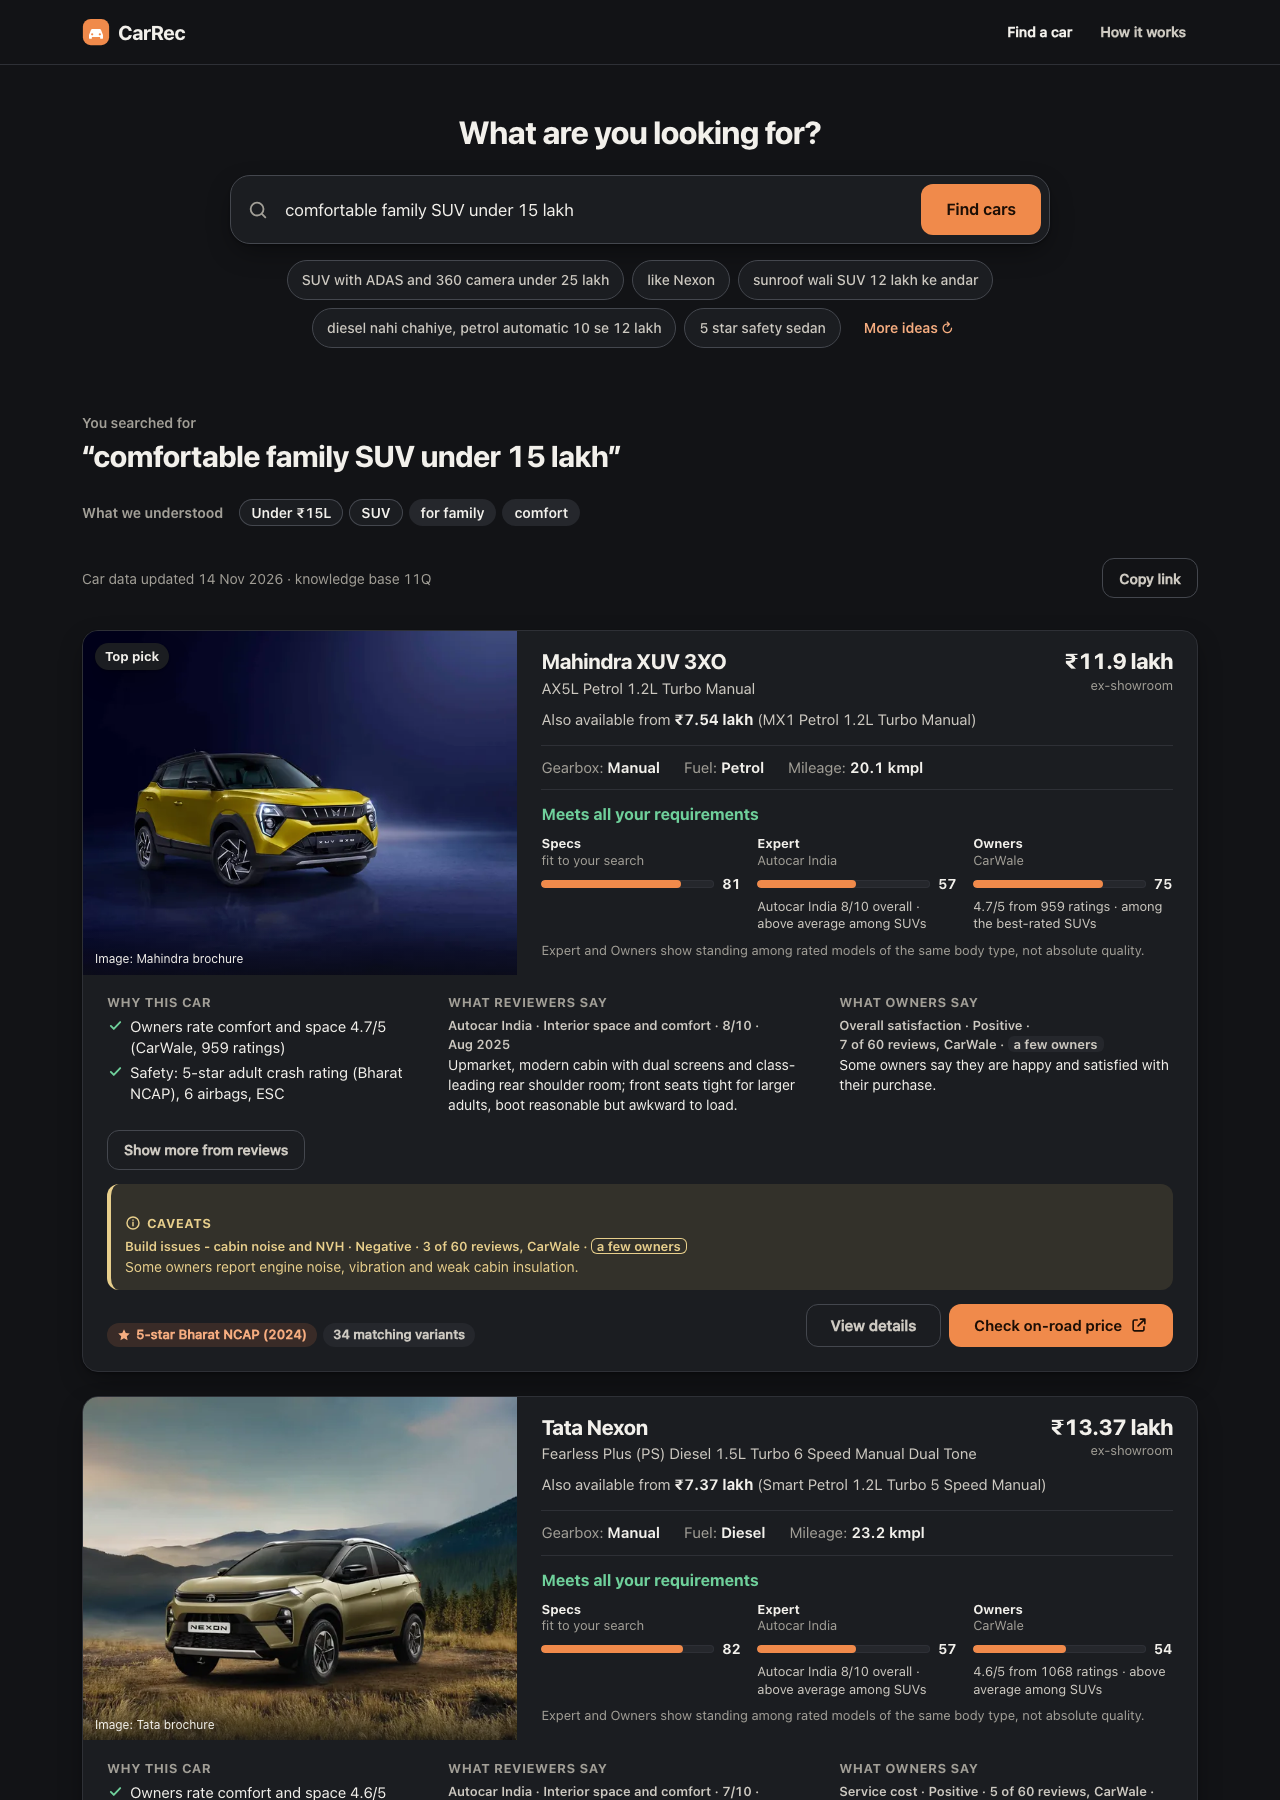 CarRec
Find a car
How it works
What are you looking for?
comfortable family SUV under 15 lakh
Find cars
SUV with ADAS and 360 camera under 25 lakh
like Nexon
sunroof wali SUV 12 lakh ke andar
diesel nahi chahiye, petrol automatic 10 se 12 lakh
5 star safety sedan
More ideas ↻
You searched for
“comfortable family SUV under 15 lakh”
What we understood
Under ₹15L
SUV
for family
comfort
Car data updated 14 Nov 2026 · knowledge base 11Q
Copy link
Top pick
XUV 3XO
Image: Mahindra brochure
Mahindra XUV 3XO
₹11.9 lakh
AX5L Petrol 1.2L Turbo Manual
ex-showroom
Also available from ₹7.54 lakh (MX1 Petrol 1.2L Turbo Manual)
Gearbox: Manual
Fuel: Petrol
Mileage: 20.1 kmpl
Meets all your requirements
Specs
fit to your search
81
Expert
Autocar India
57
Autocar India 8/10 overall ·
above average among SUVs
Owners
CarWale
75
4.7/5 from 959 ratings · among
the best-rated SUVs
Expert and Owners show standing among rated models of the same body type, not absolute quality.
WHY THIS CAR
Owners rate comfort and space 4.7/5
(CarWale, 959 ratings)
Safety: 5-star adult crash rating (Bharat
NCAP), 6 airbags, ESC
WHAT REVIEWERS SAY
Autocar India · Interior space and comfort · 8/10 ·
Aug 2025
Upmarket, modern cabin with dual screens and class-
leading rear shoulder room; front seats tight for larger
adults, boot reasonable but awkward to load.
WHAT OWNERS SAY
Overall satisfaction · Positive ·
7 of 60 reviews, CarWale · a few owners
Some owners say they are happy and satisfied with
their purchase.
Show more from reviews
CAVEATS
Build issues - cabin noise and NVH · Negative · 3 of 60 reviews, CarWale · a few owners
Some owners report engine noise, vibration and weak cabin insulation.
5-star Bharat NCAP (2024)
34 matching variants
View details
Check on-road price
NEXON
Image: Tata brochure
Tata Nexon
₹13.37 lakh
Fearless Plus (PS) Diesel 1.5L Turbo 6 Speed Manual Dual Tone
ex-showroom
Also available from ₹7.37 lakh (Smart Petrol 1.2L Turbo 5 Speed Manual)
Gearbox: Manual
Fuel: Diesel
Mileage: 23.2 kmpl
Meets all your requirements
Specs
fit to your search
82
Expert
Autocar India
57
Autocar India 8/10 overall ·
above average among SUVs
Owners
CarWale
54
4.6/5 from 1068 ratings · above
average among SUVs
Expert and Owners show standing among rated models of the same body type, not absolute quality.
WHY THIS CAR
Owners rate comfort and space 4.6/5
WHAT REVIEWERS SAY
Autocar India · Interior space and comfort · 7/10 ·
WHAT OWNERS SAY
Service cost · Positive · 5 of 60 reviews, CarWale ·